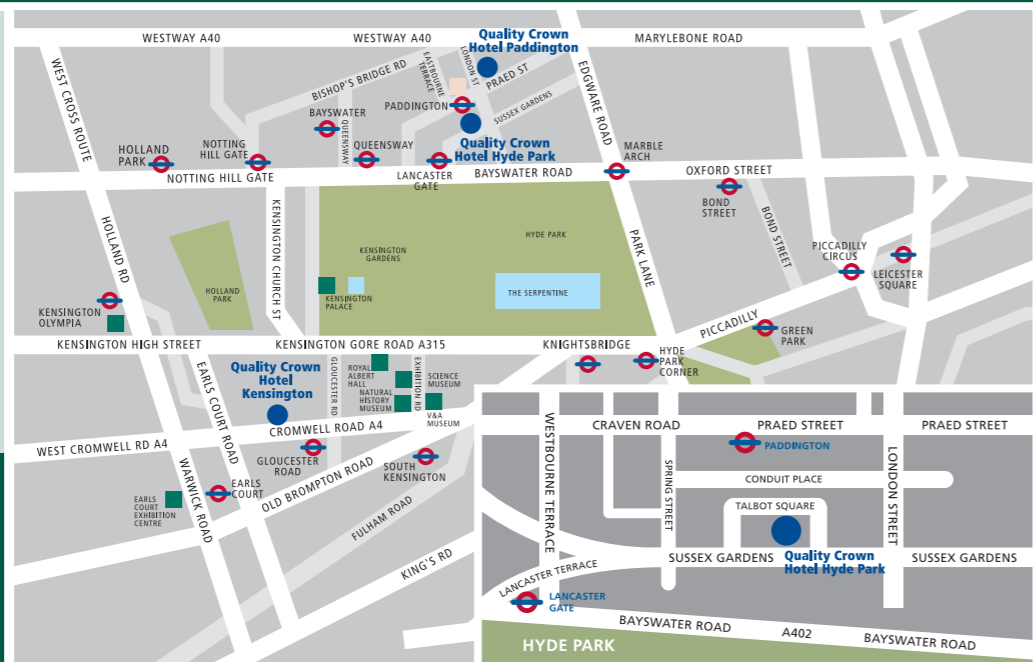 WESTWAY A40
WESTWAY A40
Quality Crown
Hotel Paddington
MARYLEBONE ROAD
WEST CROSS ROUTE
BISHOP'S BRIDGE RD
EASTBOURNE
TERRACE
LONDON ST
PRAED ST
EDGWARE ROAD
PADDINGTON
SUSSEX GARDENS
BAYSWATER
QUEENSWAY
Quality Crown
Hotel Hyde Park
HOLLAND
PARK
NOTTING
HILL GATE
QUEENSWAY
MARBLE
ARCH
NOTTING HILL GATE
LANCASTER
GATE
BAYSWATER ROAD
OXFORD STREET
BOND
STREET
BOND STREET
HOLLAND RD
KENSINGTON CHURCH ST
KENSINGTON
GARDENS
HYDE PARK
PARK LANE
PICCADILLY
CIRCUS
LEICESTER
SQUARE
HOLLAND
PARK
KENSINGTON
PALACE
THE SERPENTINE
KENSINGTON
OLYMPIA
PICCADILLY
GREEN
PARK
KENSINGTON HIGH STREET
KENSINGTON GORE ROAD A315
KNIGHTSBRIDGE
HYDE
PARK
CORNER
Quality Crown
Hotel
Kensington
EARLS COURT ROAD
GLOUCESTER RD
ROYAL
ALBERT
HALL
EXHIBITION RD
SCIENCE
MUSEUM
NATURAL
HISTORY
MUSEUM
V&A
MUSEUM
WEST CROMWELL RD A4
CROMWELL ROAD A4
GLOUCESTER
ROAD
SOUTH
KENSINGTON
WARWICK ROAD
EARLS
COURT
OLD BROMPTON ROAD
EARLS
COURT
EXHIBITION
CENTRE
FULHAM ROAD
KING'S RD
WESTBOURNE TERRACE
CRAVEN ROAD
PRAED STREET
PRAED STREET
PADDINGTON
SPRING STREET
CONDUIT PLACE
LONDON STREET
TALBOT SQUARE
SUSSEX GARDENS
Quality Crown
Hotel Hyde Park
SUSSEX GARDENS
LANCASTER TERRACE
LANCASTER
GATE
BAYSWATER ROAD
A402
BAYSWATER ROAD
HYDE PARK